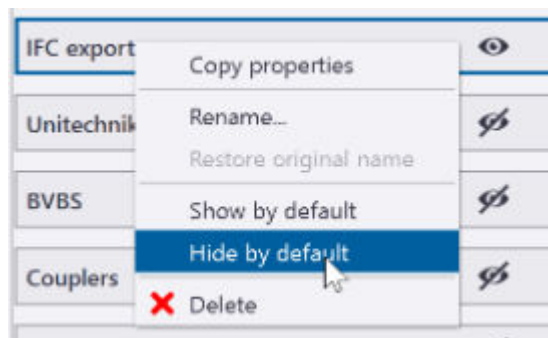 IFC export
Copy properties
Unitechnik
Rename...
Restore original name
BVBS
Show by default
Hide by default
Couplers
Delete